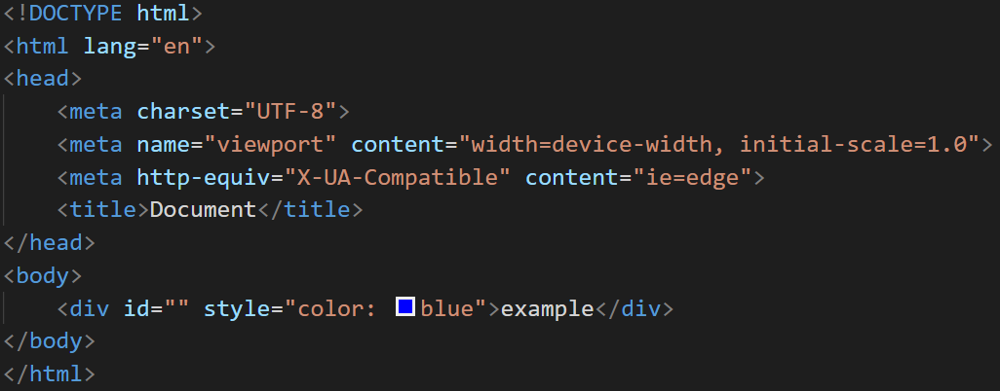 <!DOCTYPE html>
<html lang="en">
<head>
    <meta charset="UTF-8">
    <meta name="viewport" content="width=device-width, initial-scale=1.0">
    <meta http-equiv="X-UA-Compatible" content="ie=edge">
    <title>Document</title>
</head>
<body>
    <div id="" style="color: blue">example</div>
</body>
</html>